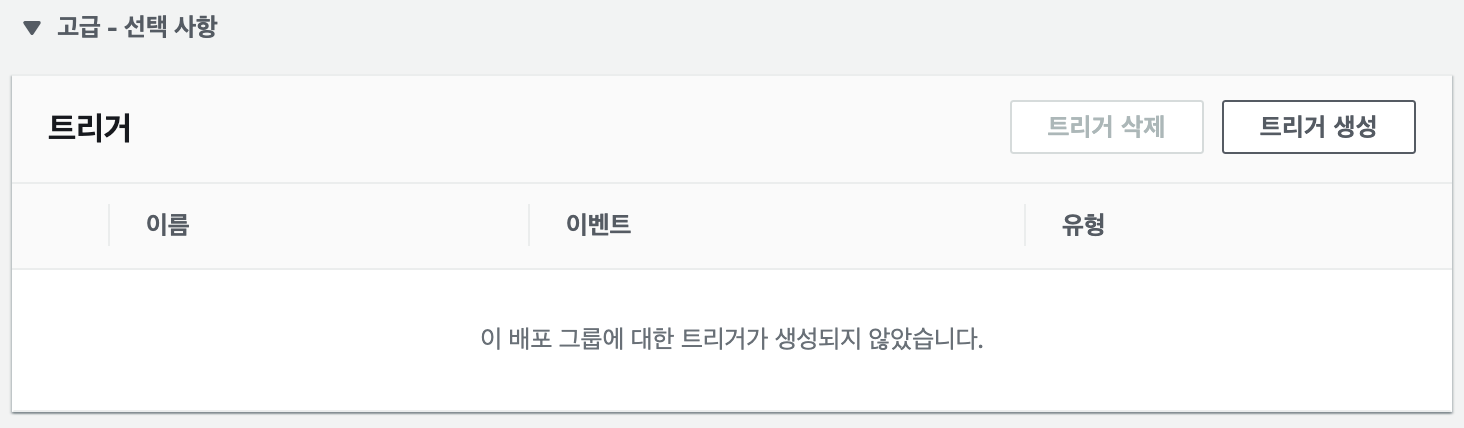 ▼ 고급 - 선택 사항
트리거
트리거 삭제 트리거 생성
이름 이벤트 유형
이 배포 그룹에 대한 트리거가 생성되지 않았습니다.